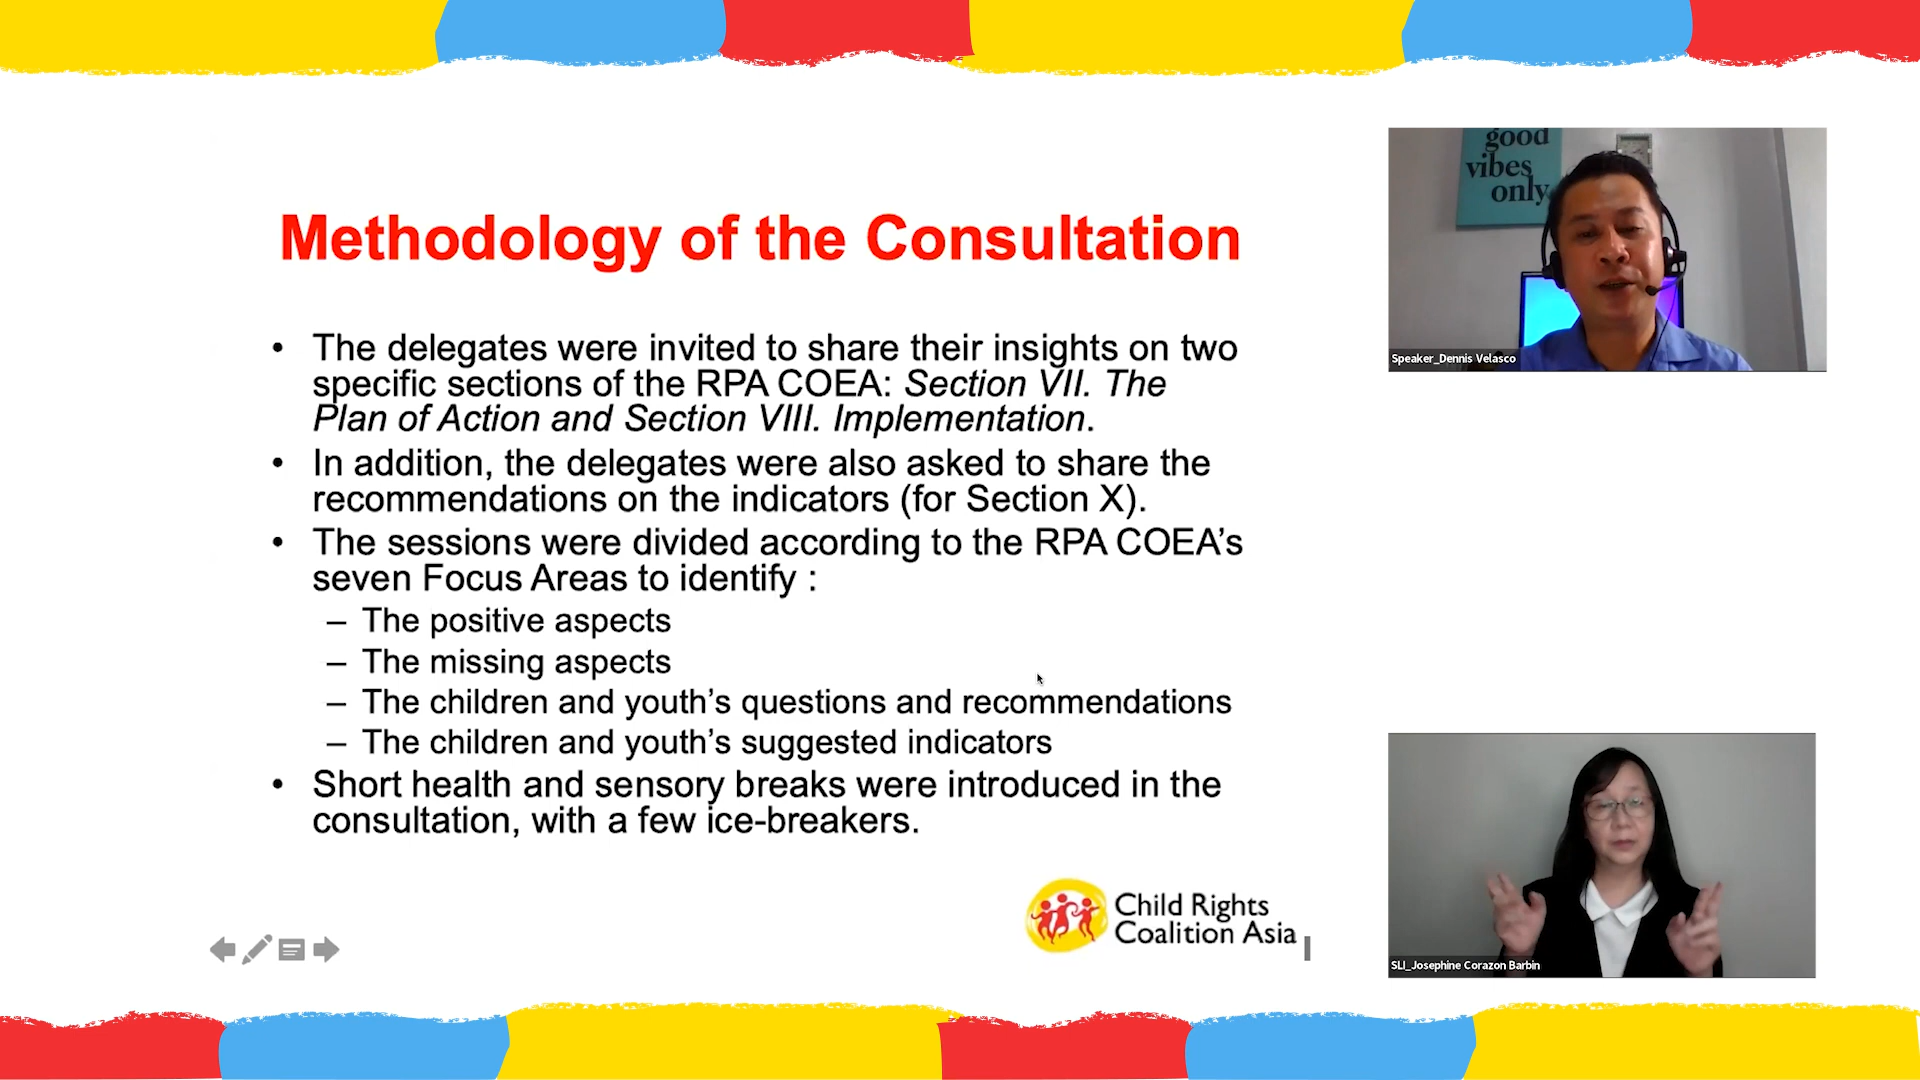 Methodology of the Consultation
• The delegates were invited to share their insights on two
specific sections of the RPA COEA: Section VII. The
Plan of Action and Section VIII. Implementation.
• In addition, the delegates were also asked to share the
recommendations on the indicators (for Section X).
• The sessions were divided according to the RPA COEA’s
seven Focus Areas to identify :
– The positive aspects
– The missing aspects
– The children and youth’s questions and recommendations
– The children and youth’s suggested indicators
• Short health and sensory breaks were introduced in the
consultation, with a few ice-breakers.
Child Rights
Coalition Asia
good
vibes
only
Speaker_Dennis Velasco
SLI_Josephine Corazon Barbin